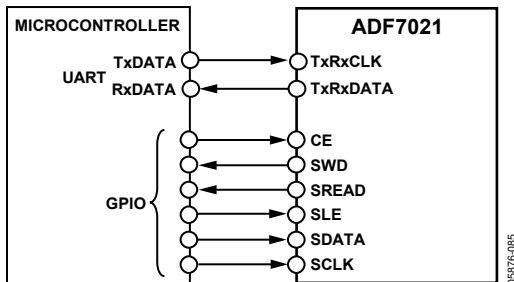 MICROCONTROLLER
ADF7021
TxDATA
TxRxCLK
UART
RxDATA
TxRxDATA
CE
SWD
SREAD
GPIO
SLE
SDATA
SCLK
05876-085